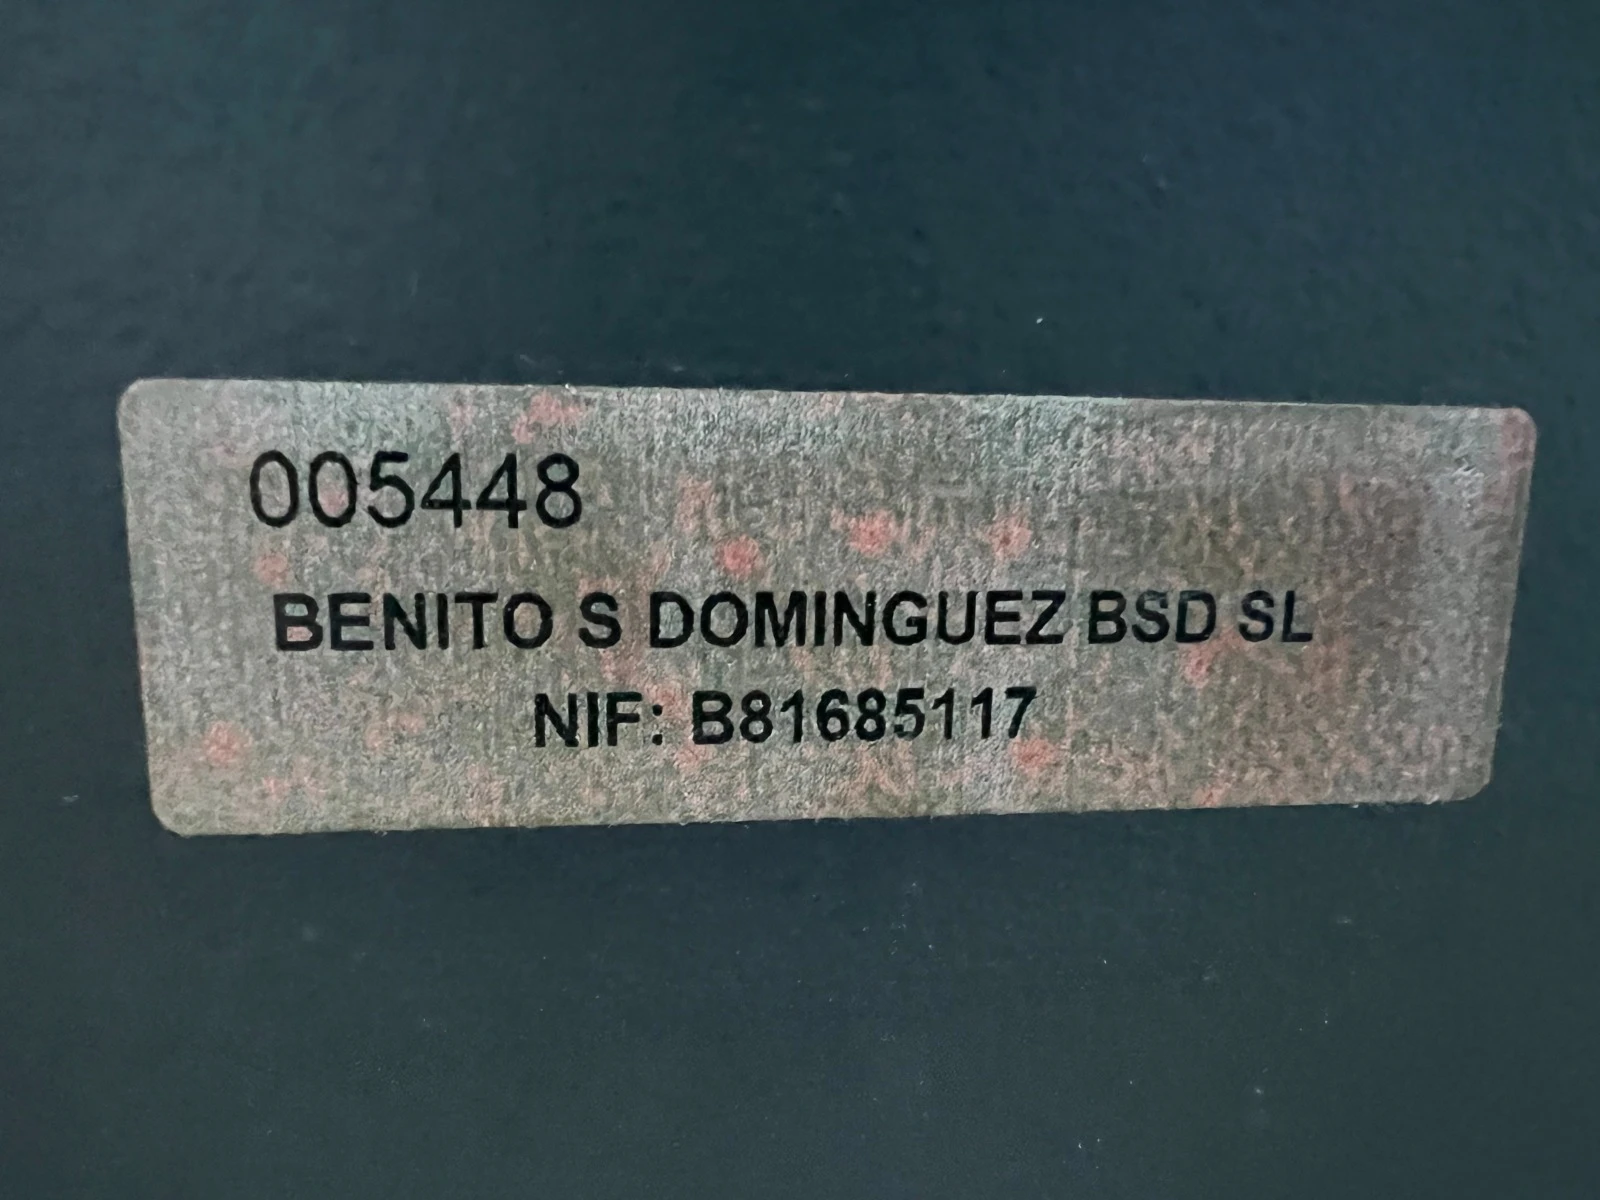 005448
BENITO S DOMINGUEZ BSD SL
NIF: B81685117